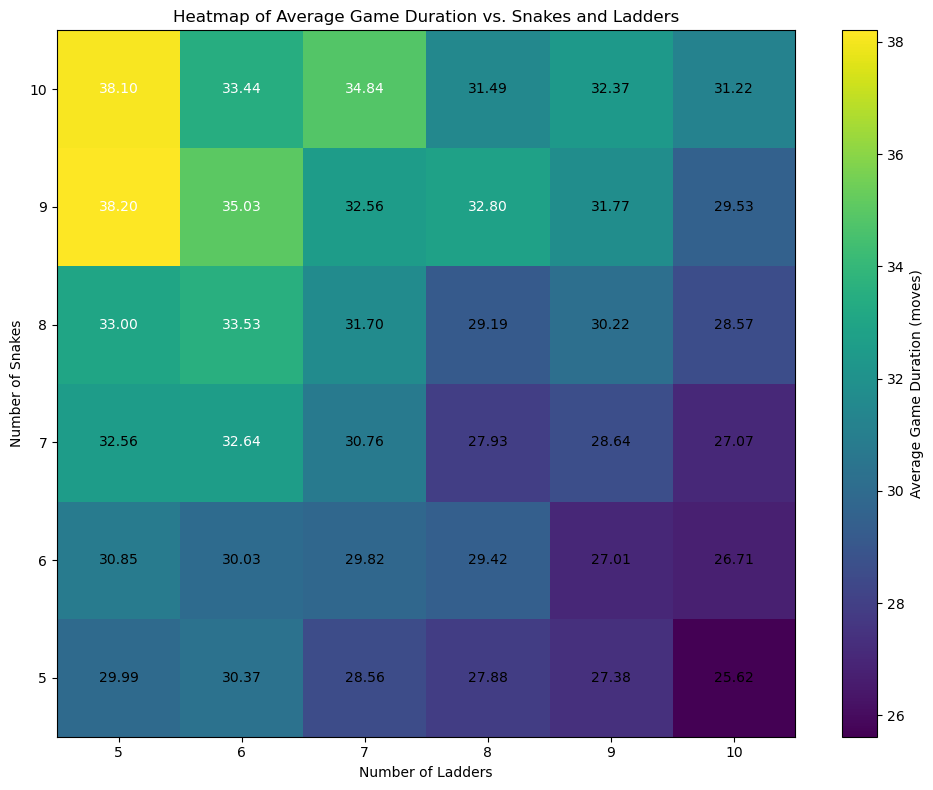 Heatmap of Average Game Duration vs. Snakes and Ladders
10 38.10 33.44 34.84 31.49 32.37 31.22
9 38.20 35.03 32.56 32.80 31.77 29.53
8 33.00 33.53 31.70 29.19 30.22 28.57
7 32.56 32.64 30.76 27.93 28.64 27.07
6 30.85 30.03 29.82 29.42 27.01 26.71
5 29.99 30.37 28.56 27.88 27.38 25.62
5 6 7 8 9 10
Number of Ladders
Number of Snakes
38
36
34
32
30
28
26
Average Game Duration (moves)